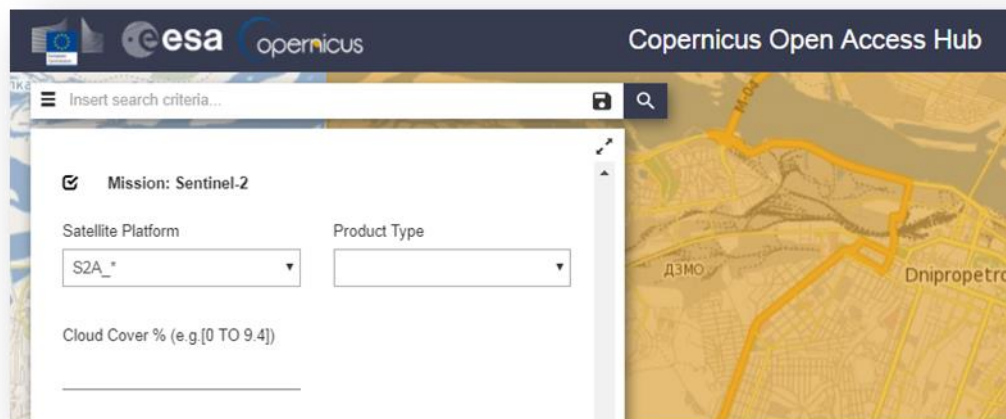 esa opernicus
Copernicus Open Access Hub
Insert search criteria...
Mission: Sentinel-2
Satellite Platform
Product Type
S2A_*
Cloud Cover % (e.g.[0 TO 9.4])
M-04
ДЗМО
Dnipropetro